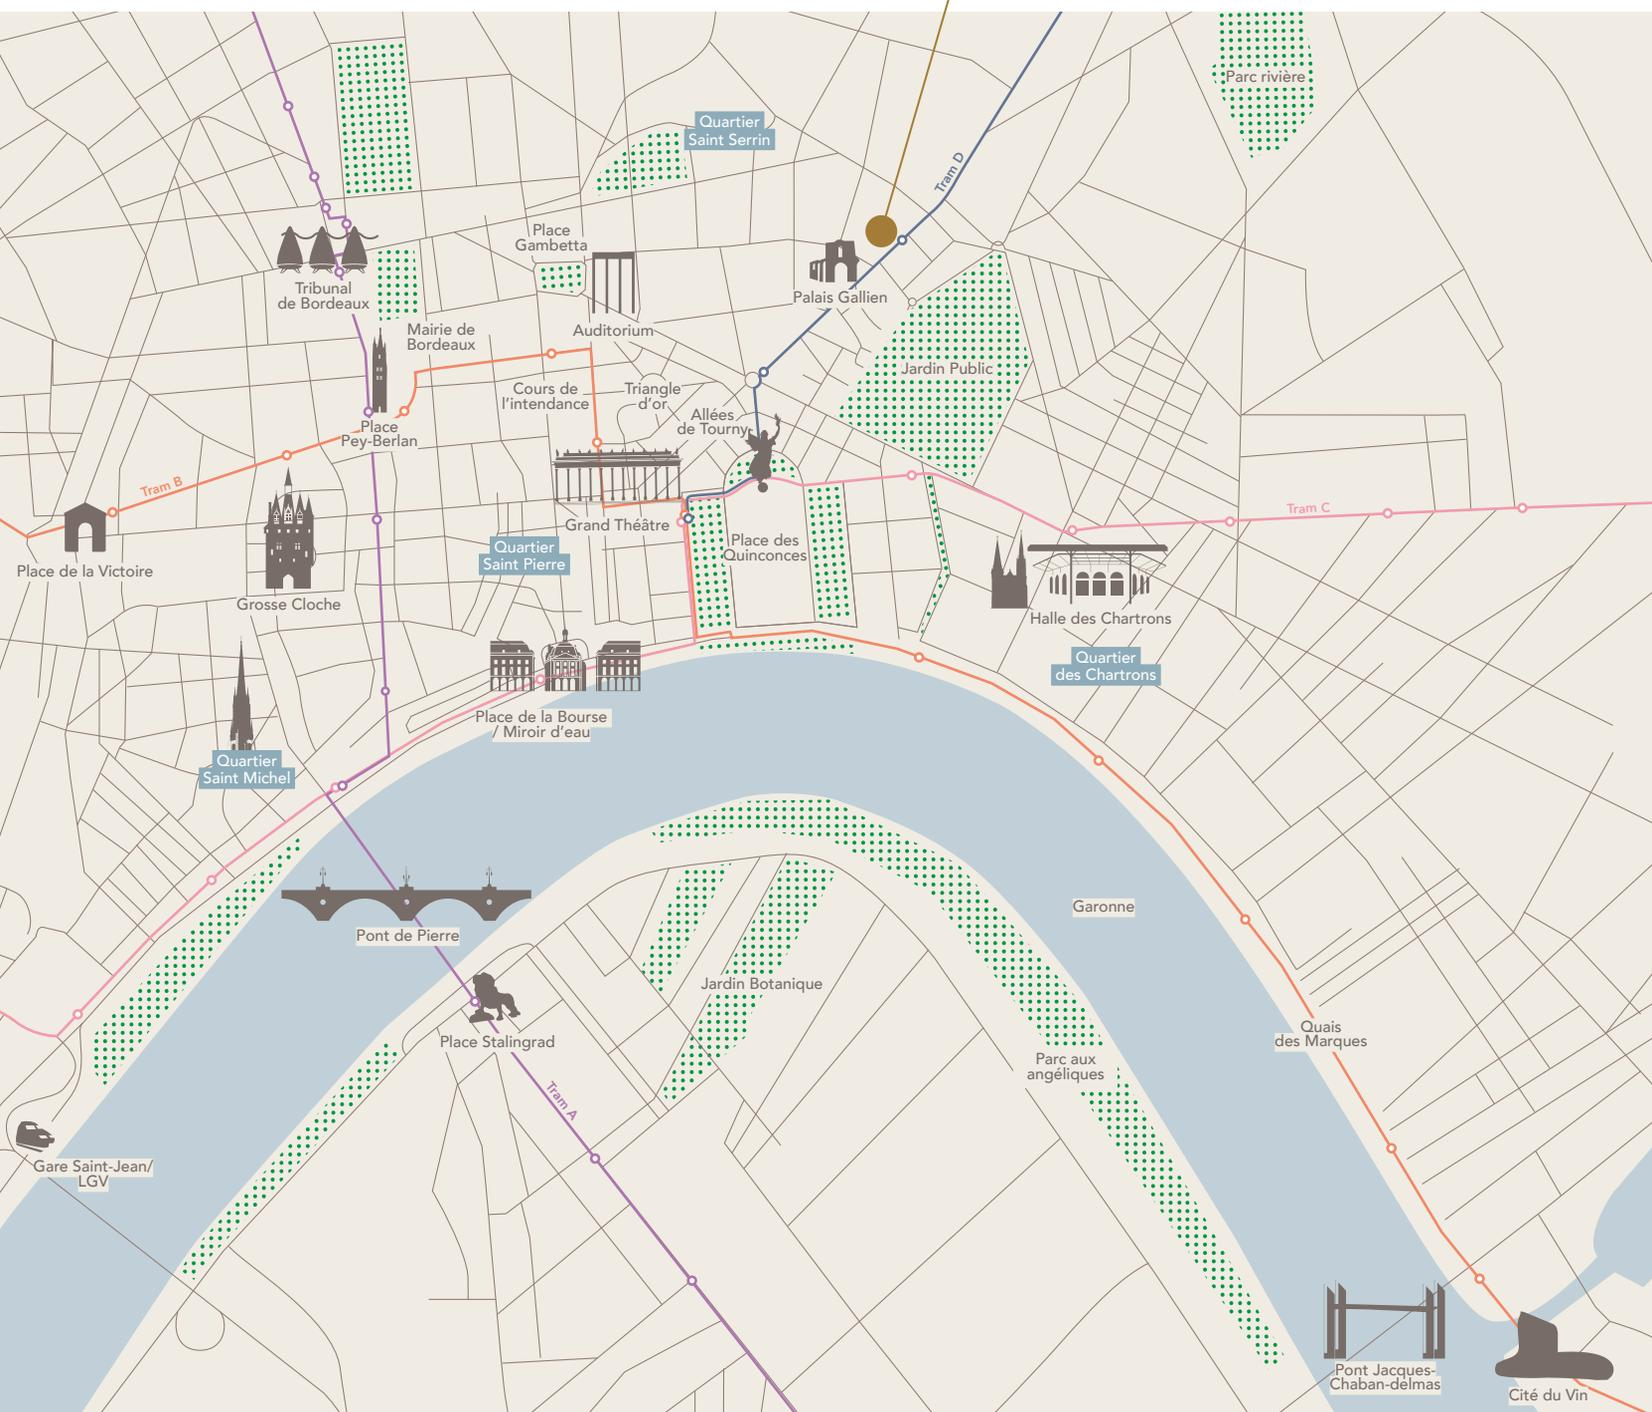 Parc rivière
Quartier
Saint Serrin
Tram D
Place
Gambetta
Tribunal
de Bordeaux
Palais Gallien
Mairie de
Bordeaux
Auditorium
Jardin Public
Cours de
l'intendance
Triangle
d'or
Allées
de Tourny
Place
Pey-Berlan
Tram B
Tram C
Grand Théâtre
Place des
Quinconces
Quartier
Saint Pierre
Place de la Victoire
Grosse Cloche
Halle des Chartrons
Quartier
des Chartrons
Place de la Bourse
/ Miroir d'eau
Quartier
Saint Michel
Garonne
Pont de Pierre
Jardin Botanique
Quais
des Marques
Place Stalingrad
Parc aux
angéliques
Tram A
Gare Saint-Jean/
LGV
Pont Jacques-
Chaban-delmas
Cité du Vin